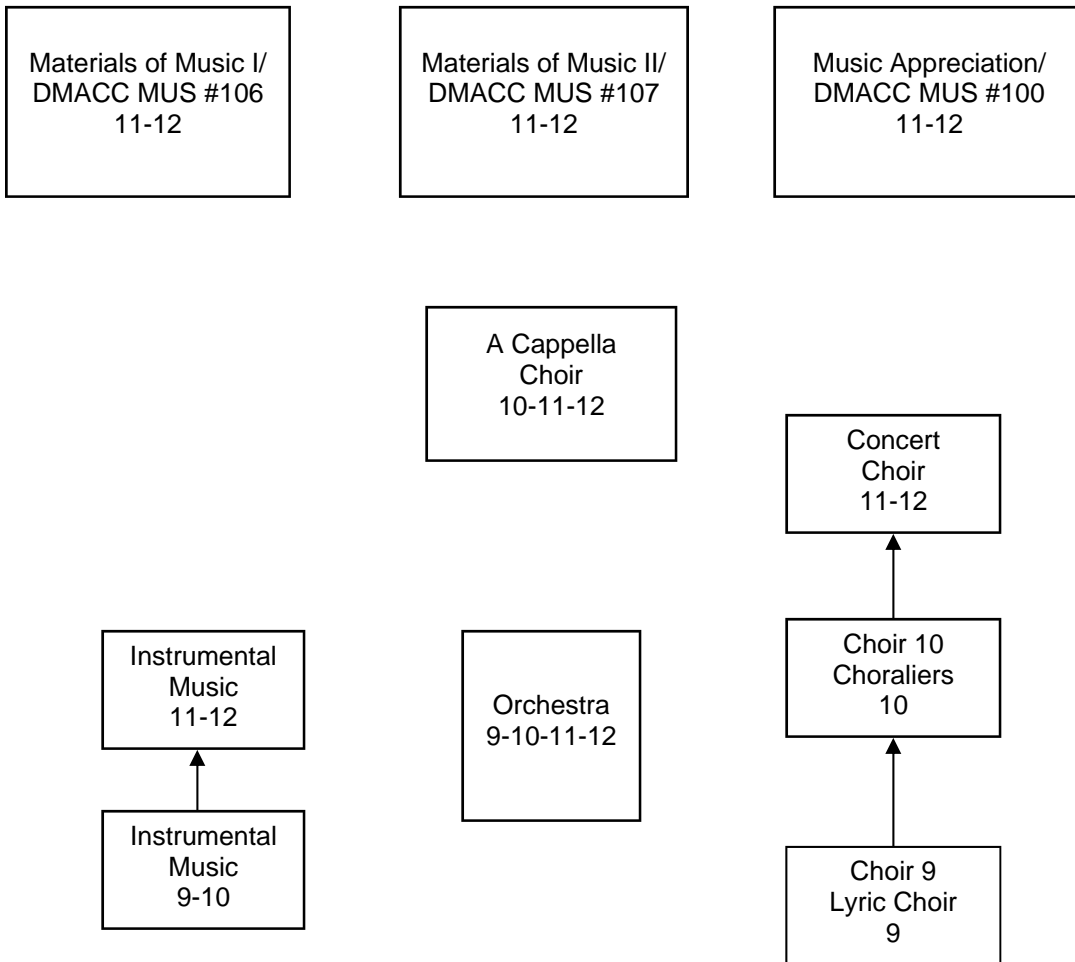 Materials of Music I/
DMACC MUS #106
11-12
Materials of Music II/
DMACC MUS #107
11-12
Music Appreciation/
DMACC MUS #100
11-12
A Cappella
Choir
10-11-12
Concert
Choir
11-12
Instrumental
Music
11-12
Orchestra
9-10-11-12
Choir 10
Choraliers
10
Instrumental
Music
9-10
Choir 9
Lyric Choir
9